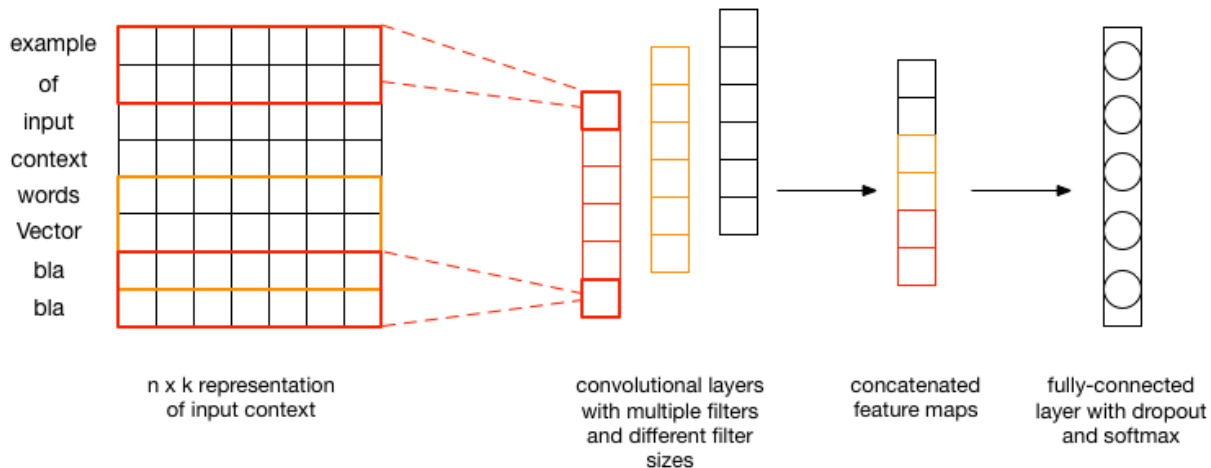 example
of
input
context
words
Vector
bla
bla
n x k representation
of input context
convolutional layers
with multiple filters
and different filter
sizes
concatenated
feature maps
fully-connected
layer with dropout
and softmax